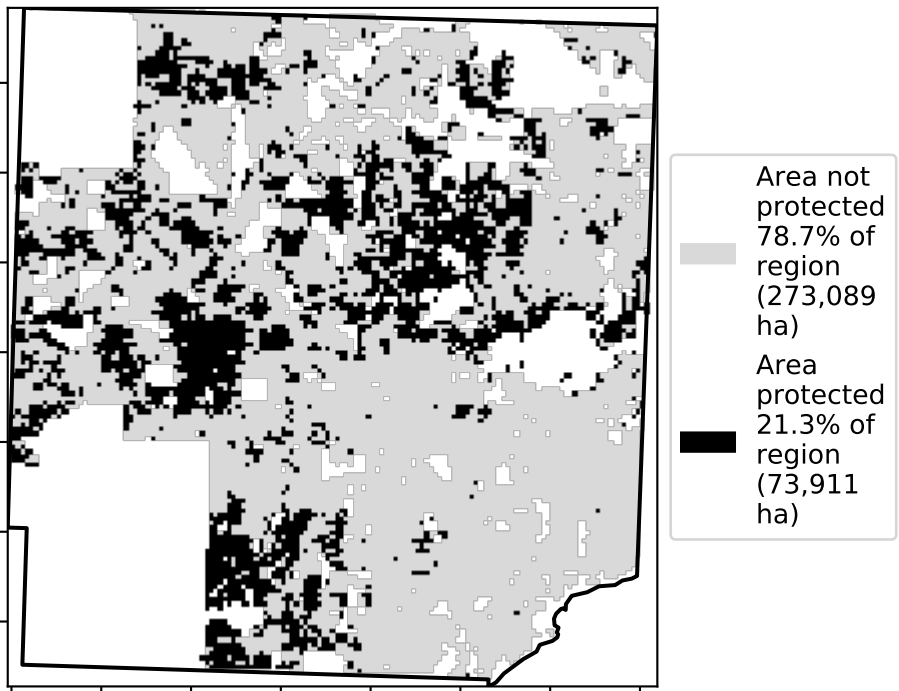 Area not
protected
78.7% of
region
(273,089
ha)
Area
protected
21.3% of
region
(73,911
ha)